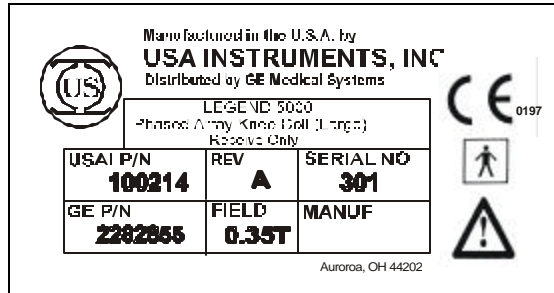 Manufactured in the U.S.A. by
USA INSTRUMENTS, INC
Distributed by GE Medical Systems
US
LEGEND 5000
Phased Array Knee Coil (Large)
Receive Only
CE 0197
USAI P/N REV SERIAL NO
100214 A 301
GE P/N FIELD MANUF
0.35T
Auroroa, OH 44202